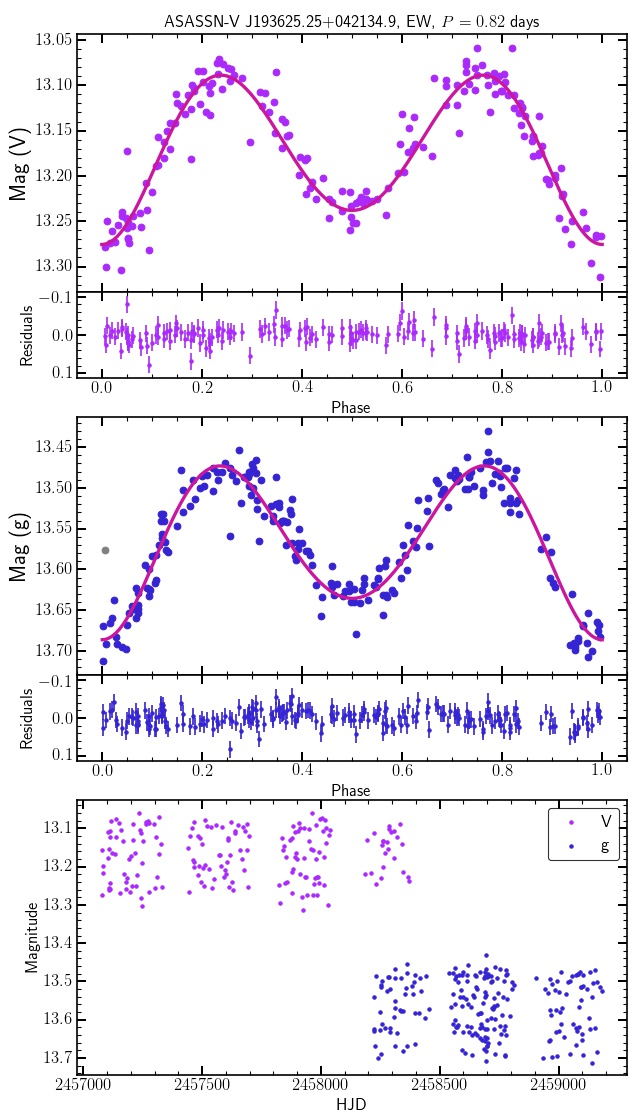 ASASSN-V J193625.25+042134.9, EW, P = 0.82 days
13.05
13.10
13.15
13.20
13.25
13.30
Mag (V)
−0.1
0.0
0.1
Residuals
0.0 0.2 0.4 0.6 0.8 1.0
Phase
13.45
13.50
13.55
13.60
13.65
13.70
Mag (g)
−0.1
0.0
0.1
Residuals
0.0 0.2 0.4 0.6 0.8 1.0
Phase
V
g
13.1
13.2
13.3
13.4
13.5
13.6
13.7
Magnitude
2457000 2457500 2458000 2458500 2459000
HJD